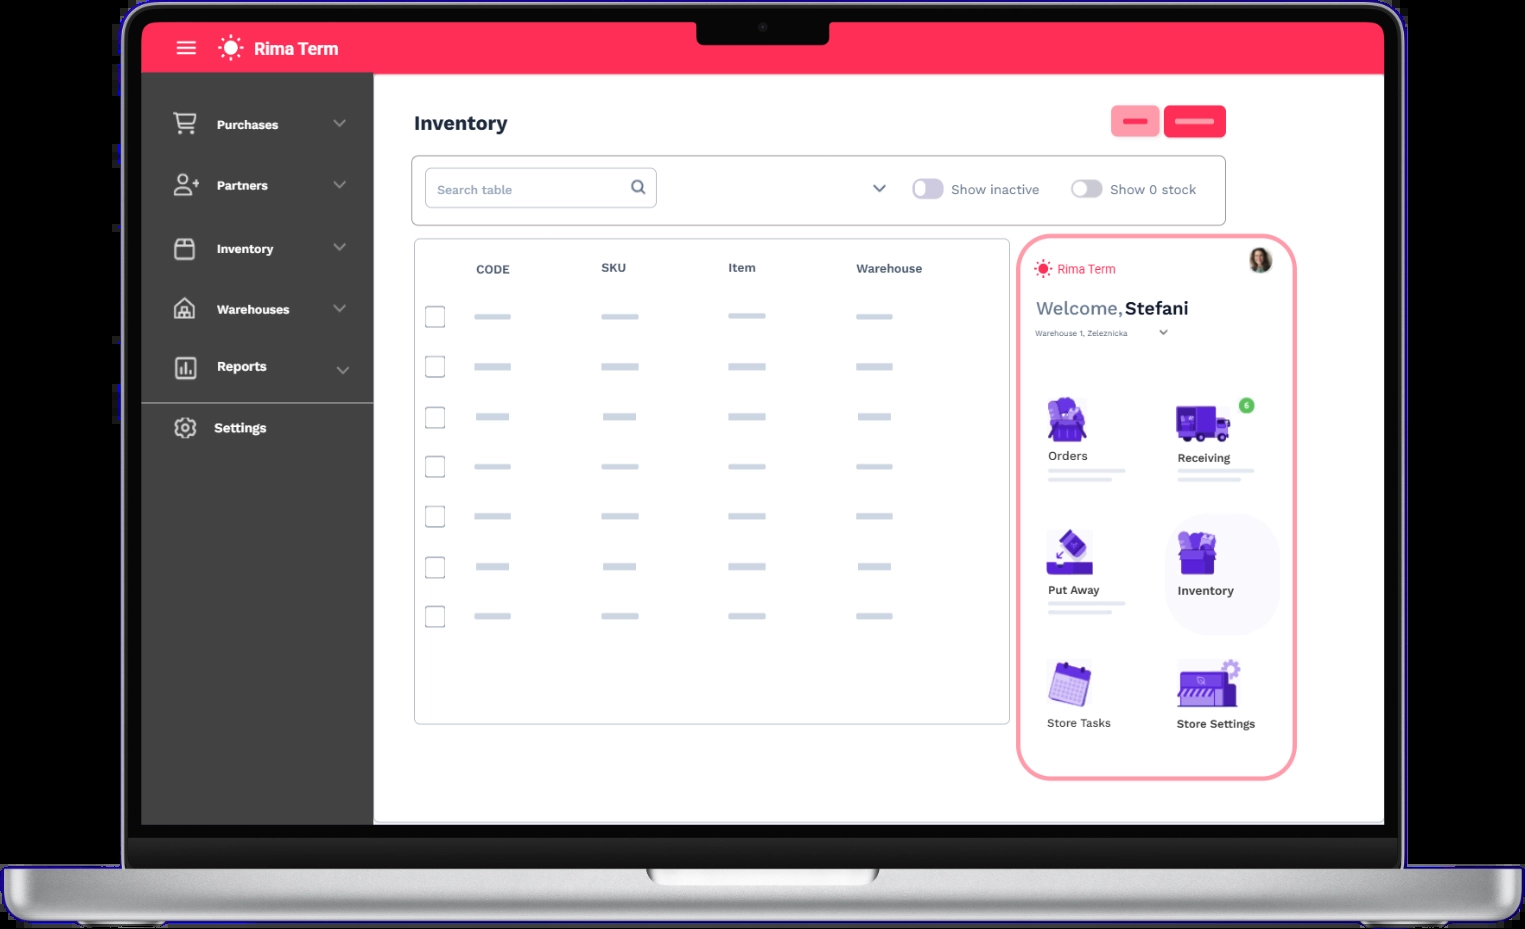 Rima Term
Purchases
Partners
Inventory
Warehouses
Reports
Settings
Inventory
Search table
Show inactive
Show 0 stock
CODE SKU Item Warehouse
Rima Term
Welcome, Stefani
Warehouse 1, Zeleznicka
6
Orders
Receiving
Put Away
Inventory
Store Tasks
Store Settings